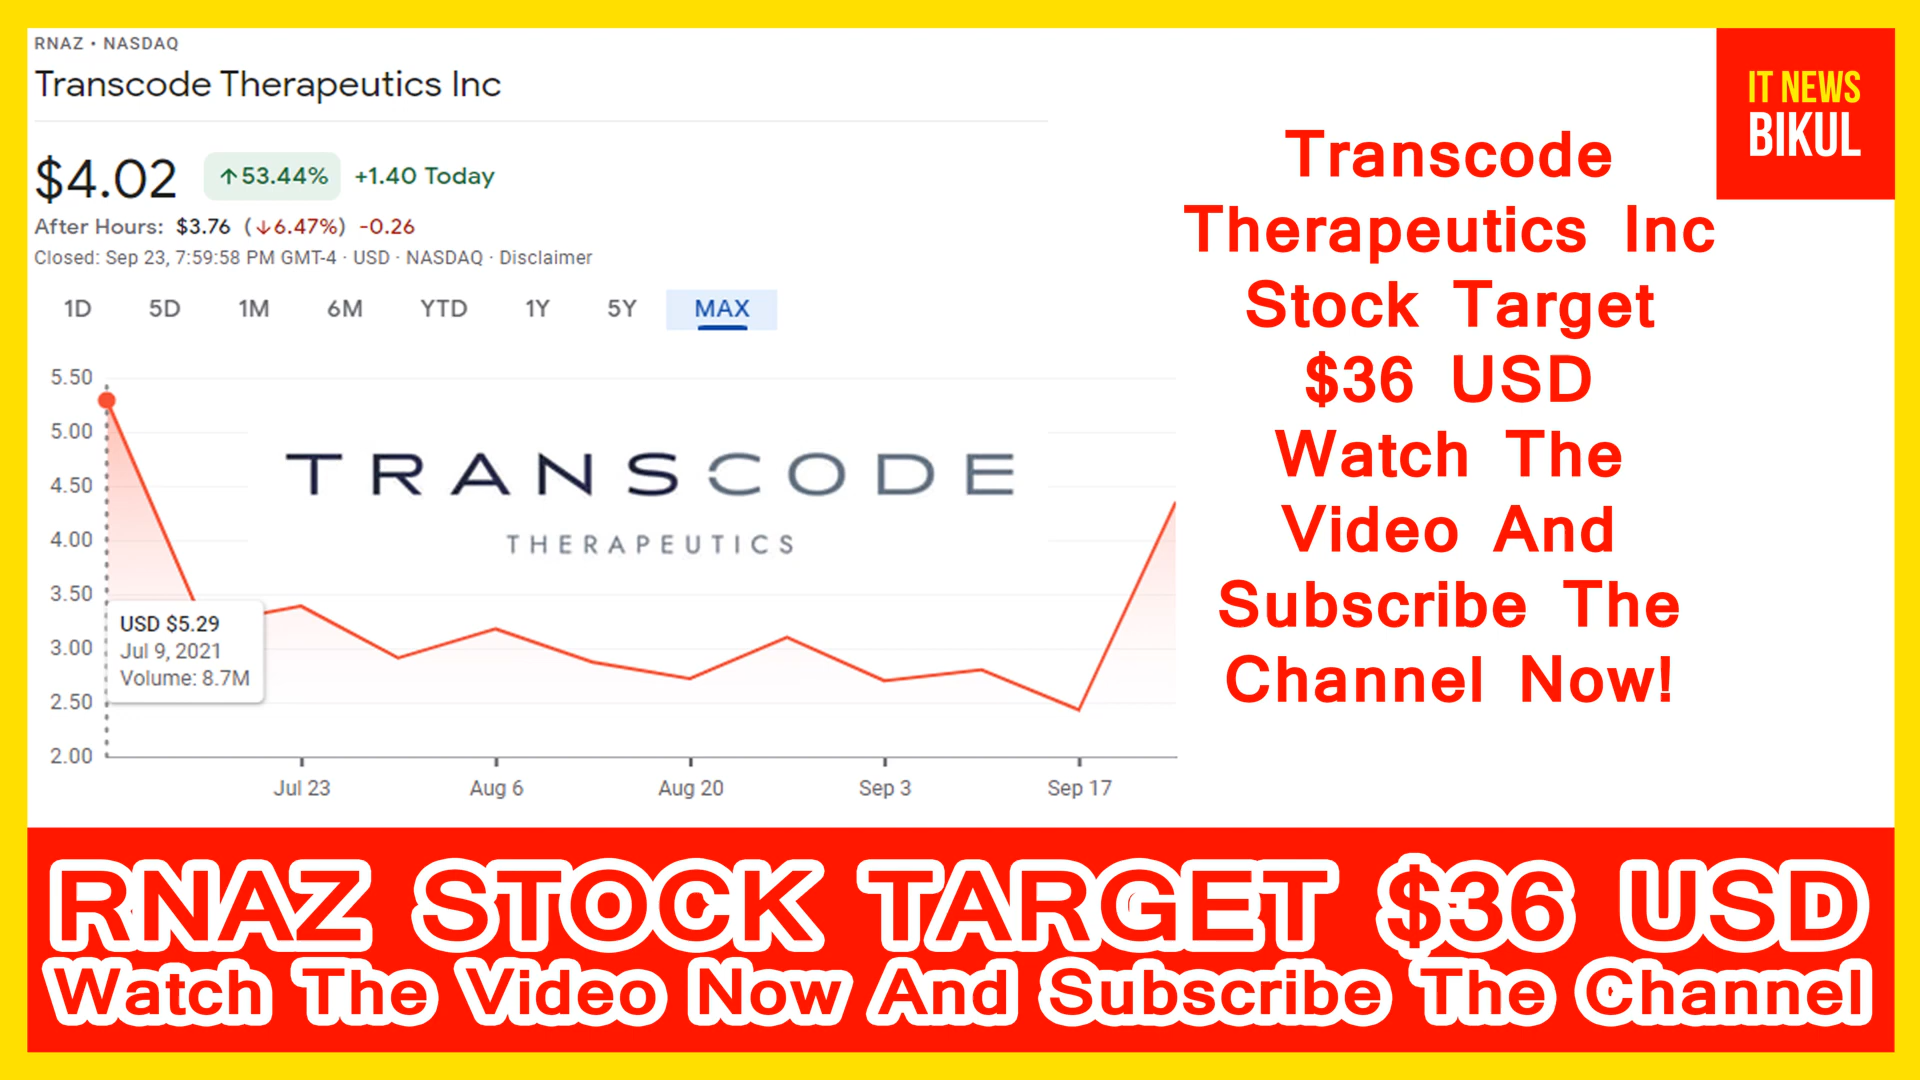 RNAZ • NASDAQ
Transcode Therapeutics Inc
$4.02 ↑53.44% +1.40 Today
After Hours: $3.76 (↓6.47%) -0.26
Closed: Sep 23, 7:59:58 PM GMT-4 · USD · NASDAQ · Disclaimer
1D 5D 1M 6M YTD 1Y 5Y MAX
5.50
5.00
4.50
4.00
3.50
3.00
2.50
2.00
TRANSCODE
THERAPEUTICS
USD $5.29
Jul 9, 2021
Volume: 8.7M
Jul 23 Aug 6 Aug 20 Sep 3 Sep 17
IT NEWS
BIKUL
Transcode
Therapeutics Inc
Stock Target
$36 USD
Watch The
Video And
Subscribe The
Channel Now!
RNAZ STOCK TARGET $36 USD
Watch The Video Now And Subscribe The Channel